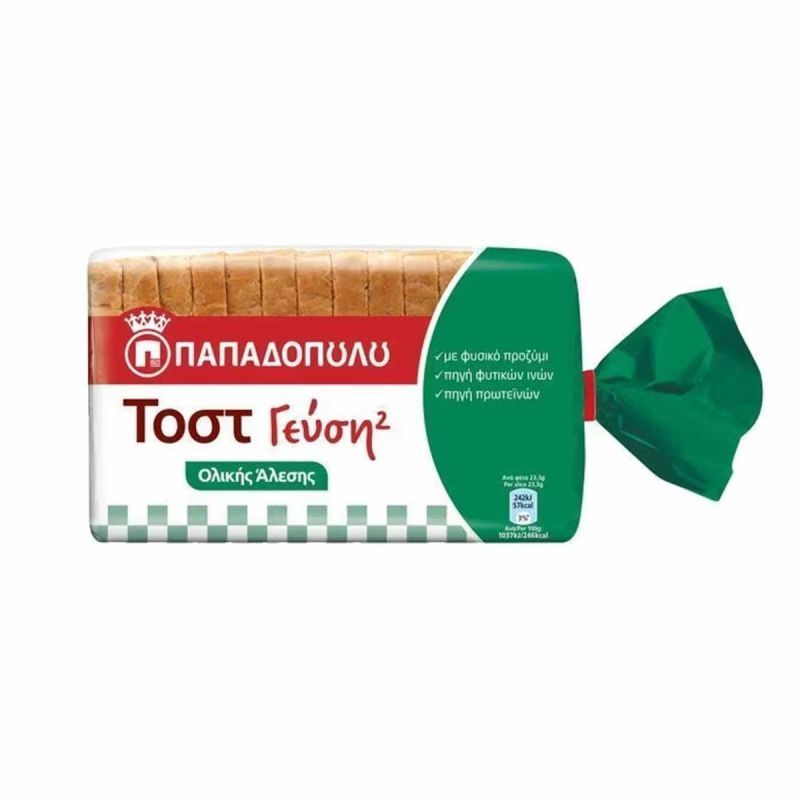 ΠΑΠΑΔΟΠΟΥΛΟΥ
Τοστ Γεύση²
Ολικής Άλεσης
✓με φυσικό προζύμι
✓πηγή φυτικών ινών
✓πηγή πρωτεϊνών
Ανά φέτα 23,3g
Per slice 23,3g
242kJ
57kcal
3%*
Ανά/Per 100g:
1037kJ/246kcal